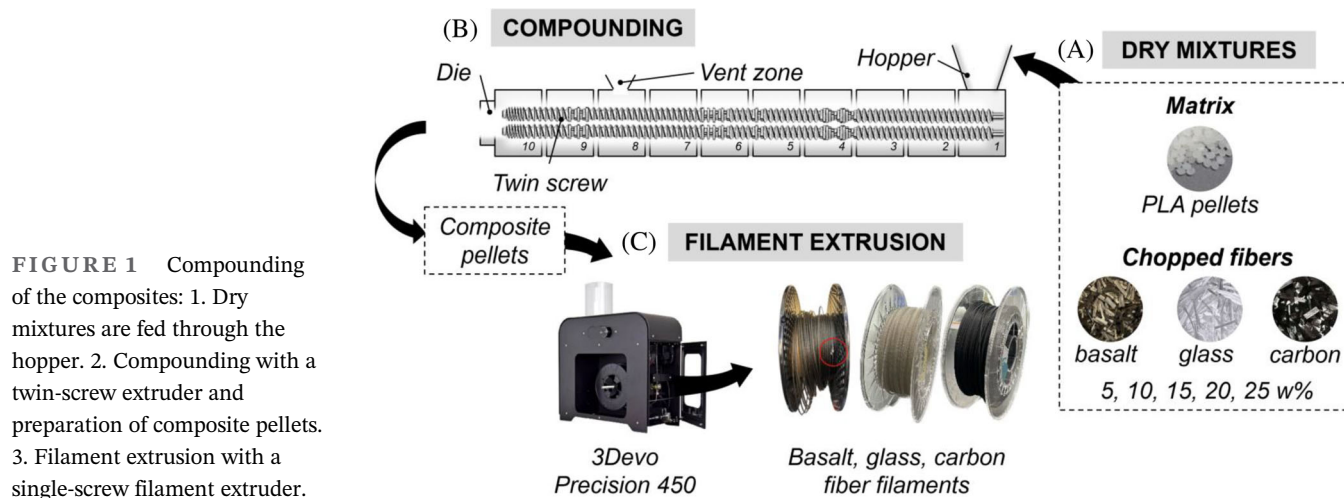 (B) COMPOUNDING
Die
Vent zone
Hopper
10 9 8 7 6 5 4 3 2 1
Twin screw
Composite
pellets
(A) DRY MIXTURES
Matrix
PLA pellets
Chopped fibers
basalt glass carbon
5, 10, 15, 20, 25 w%
(C) FILAMENT EXTRUSION
3Devo
Precision 450
Basalt, glass, carbon
fiber filaments
FIGURE 1 Compounding
of the composites: 1. Dry
mixtures are fed through the
hopper. 2. Compounding with a
twin-screw extruder and
preparation of composite pellets.
3. Filament extrusion with a
single-screw filament extruder.